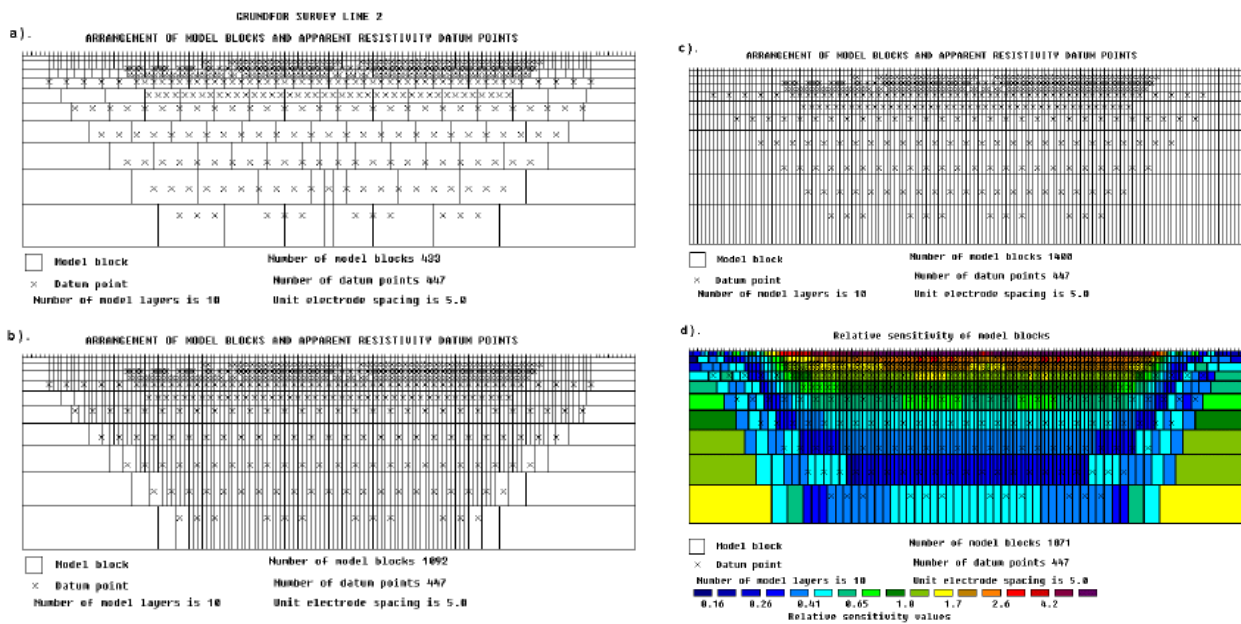 GRUNDFOR SURVEY LINE 2
a).
ARRANGEMENT OF MODEL BLOCKS AND APPARENT RESISTIVITY DATUM POINTS
Model block
Number of model blocks 433
× Datum point
Number of datum points 447
Number of model layers is 10
Unit electrode spacing is 5.0
b).
ARRANGEMENT OF MODEL BLOCKS AND APPARENT RESISTIVITY DATUM POINTS
Model block
Number of model blocks 1092
× Datum point
Number of datum points 447
Number of model layers is 10
Unit electrode spacing is 5.0
c).
ARRANGEMENT OF MODEL BLOCKS AND APPARENT RESISTIVITY DATUM POINTS
Model block
Number of model blocks 1400
× Datum point
Number of datum points 447
Number of model layers is 10
Unit electrode spacing is 5.0
d).
Relative sensitivity of model blocks
Model block
Number of model blocks 1071
× Datum point
Number of datum points 447
Number of model layers is 10
Unit electrode spacing is 5.0
0.16 0.26 0.41 0.65 1.0 1.7 2.6 4.2
Relative sensitivity values